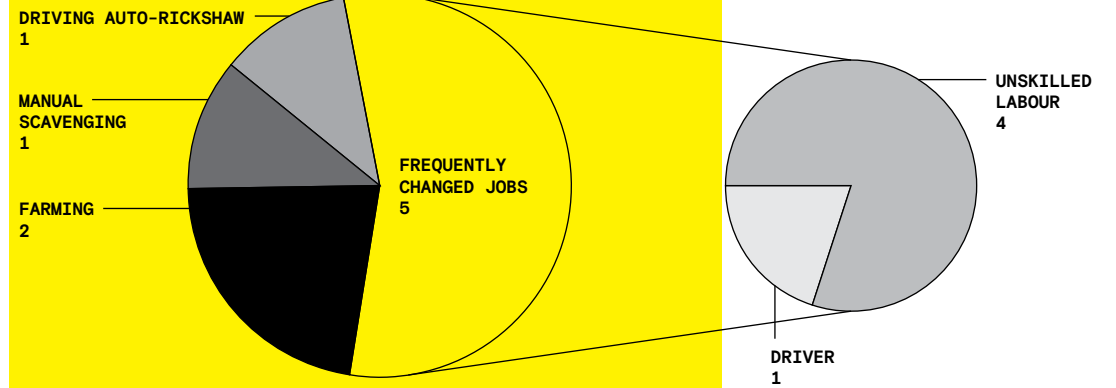 DRIVING AUTO-RICKSHAW
1
MANUAL
SCAVENGING
1
FARMING
2
FREQUENTLY
CHANGED JOBS
5
UNSKILLED
LABOUR
4
DRIVER
1